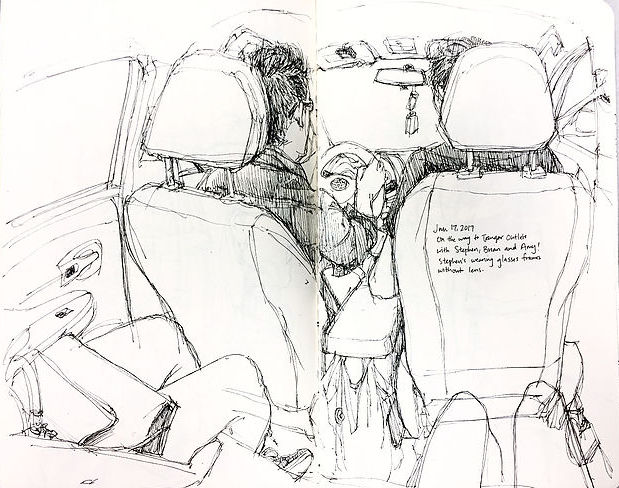 Jan 17, 2017
On the way to Tanger Outlets
with Stephen, Brian and Amy!
Stephen's wearing glasses frames
without lens.